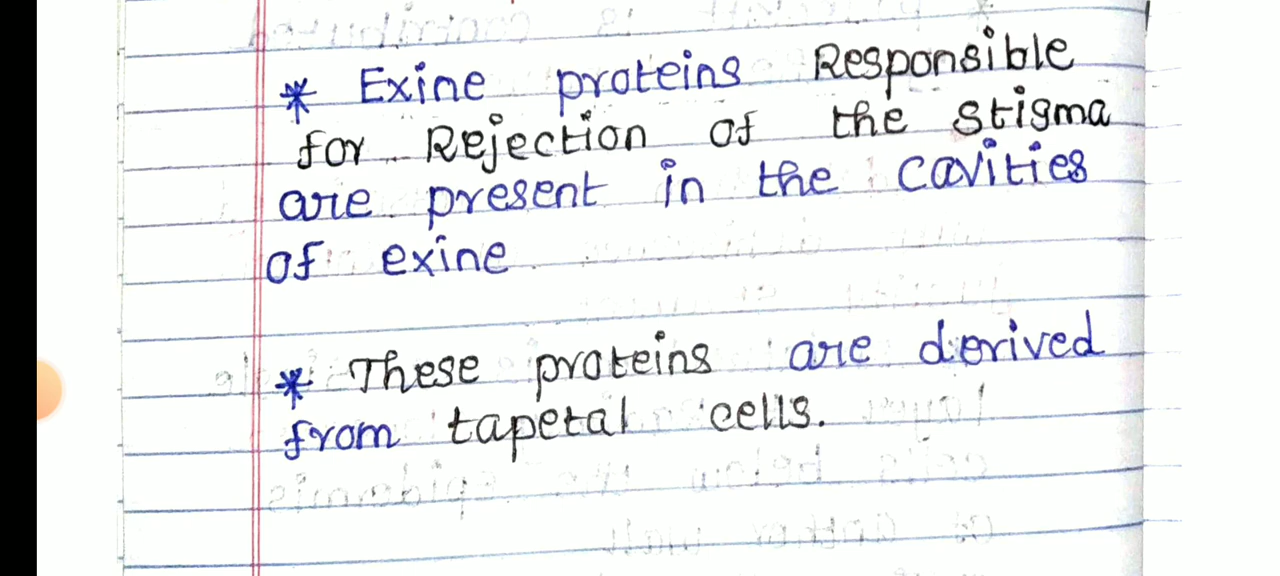 * Exine proteins Responsible
for Rejection of the stigma
are present in the cavities
of exine
* These proteins are derived
from tapetal cells.